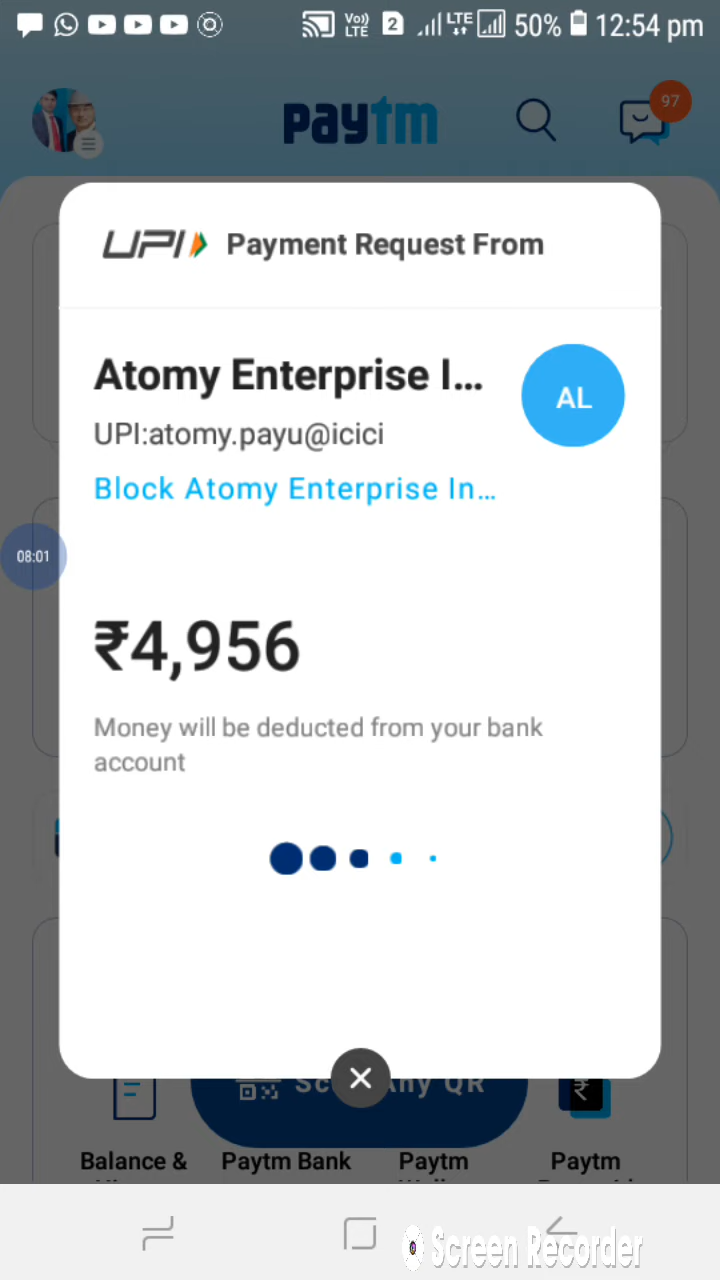 Vo))
LTE
2
LTE
50%
12:54 pm
paytm
97
UPI Payment Request From
Atomy Enterprise I...
AL
UPI:atomy.payu@icici
Block Atomy Enterprise In...
08:01
₹4,956
Money will be deducted from your bank
account
QR
₹
Balance &
Paytm Bank
Paytm
Paytm
Screen Recorder